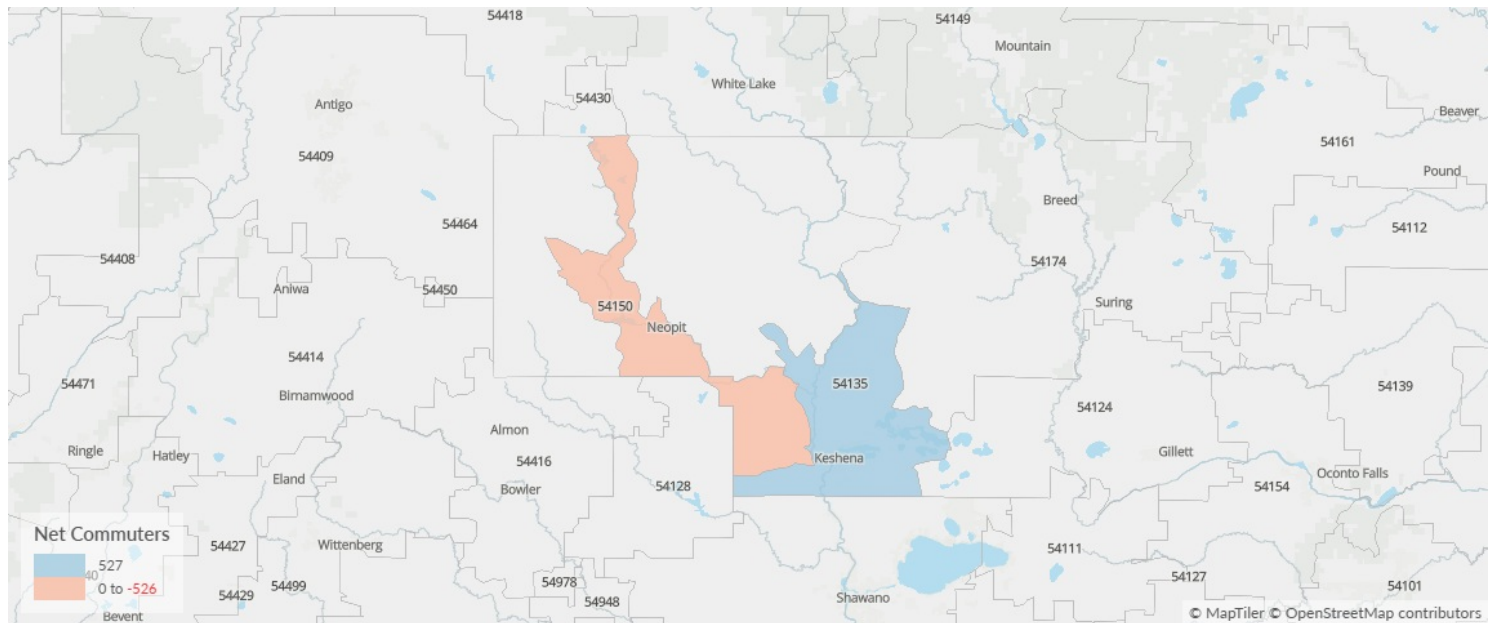 54418
54149
Mountain
White Lake
54430
Antigo
Beaver
54161
54409
Pound
Breed
54464
54112
54408
54174
54450
Aniwa
Suring
54150
Neopit
54414
54471
54135
54139
Birnamwood
54124
Almon
Ringle
Hatley
54416
Keshena
Gillett
Eland
Bowler
54128
Oconto Falls
54154
Net Commuters
527
40
0 to -526
54427
Wittenberg
54111
54429
54499
54978
54948
54127
54101
Shawano
Bevent
© MapTiler © OpenStreetMap contributors